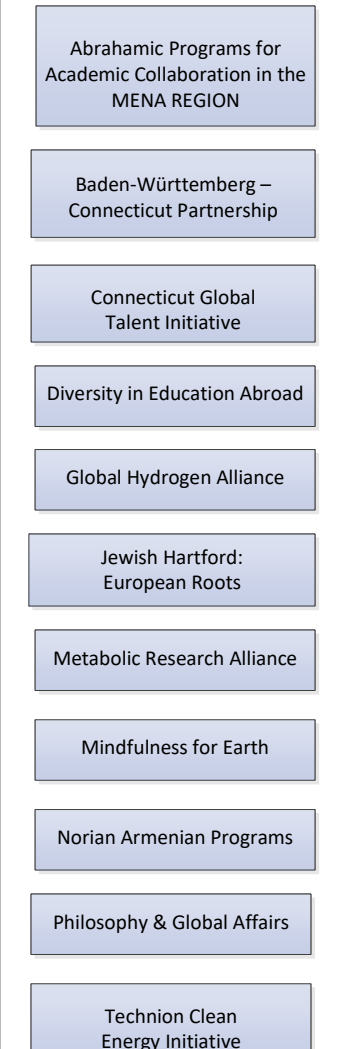 Abrahamic Programs for
Academic Collaboration in the
MENA REGION
Baden-Württemberg –
Connecticut Partnership
Connecticut Global
Talent Initiative
Diversity in Education Abroad
Global Hydrogen Alliance
Jewish Hartford:
European Roots
Metabolic Research Alliance
Mindfulness for Earth
Norian Armenian Programs
Philosophy & Global Affairs
Technion Clean
Energy Initiative